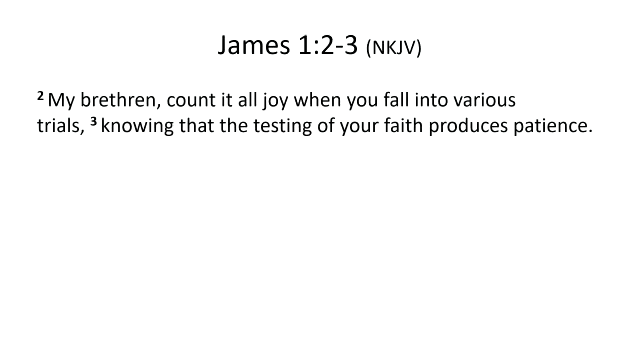 James 1:2-3 (NKJV)
² My brethren, count it all joy when you fall into various
trials, ³ knowing that the testing of your faith produces patience.